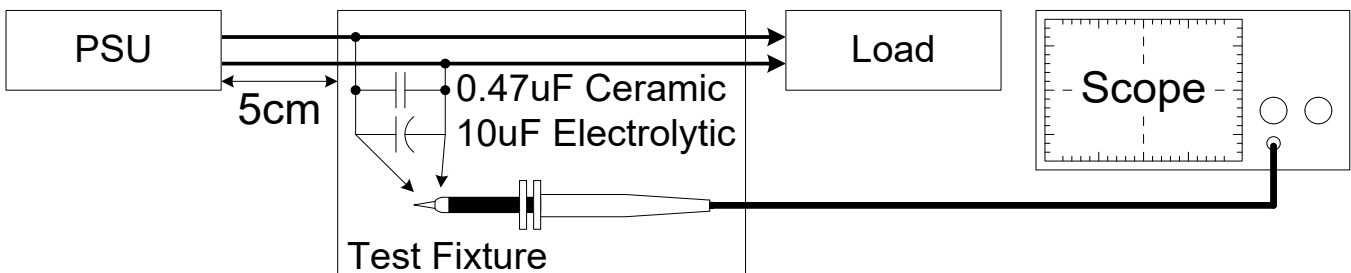 PSU
Load
Scope
5cm
0.47uF Ceramic
10uF Electrolytic
Test Fixture